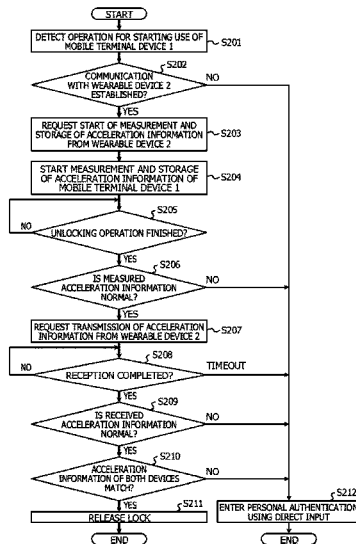 START
DETECT OPERATION FOR STARTING USE OF
MOBILE TERMINAL DEVICE 1
S201
S202
COMMUNICATION
WITH WEARABLE DEVICE 2
ESTABLISHED?
NO
YES
REQUEST START OF MEASUREMENT AND
STORAGE OF ACCELERATION INFORMATION
FROM WEARABLE DEVICE 2
S203
START MEASUREMENT AND STORAGE
OF ACCELERATION INFORMATION OF
MOBILE TERMINAL DEVICE 1
S204
S205
UNLOCKING OPERATION FINISHED?
NO
YES
S206
IS MEASURED
ACCELERATION INFORMATION
NORMAL?
NO
YES
REQUEST TRANSMISSION OF ACCELERATION
INFORMATION FROM WEARABLE DEVICE 2
S207
S208
RECEPTION COMPLETED?
NO
TIMEOUT
YES
S209
IS RECEIVED
ACCELERATION INFORMATION
NORMAL?
NO
YES
S210
ACCELERATION
INFORMATION OF BOTH DEVICES
MATCH?
NO
YES
S211
RELEASE LOCK
END
S212
ENTER PERSONAL AUTHENTICATION
USING DIRECT INPUT
END